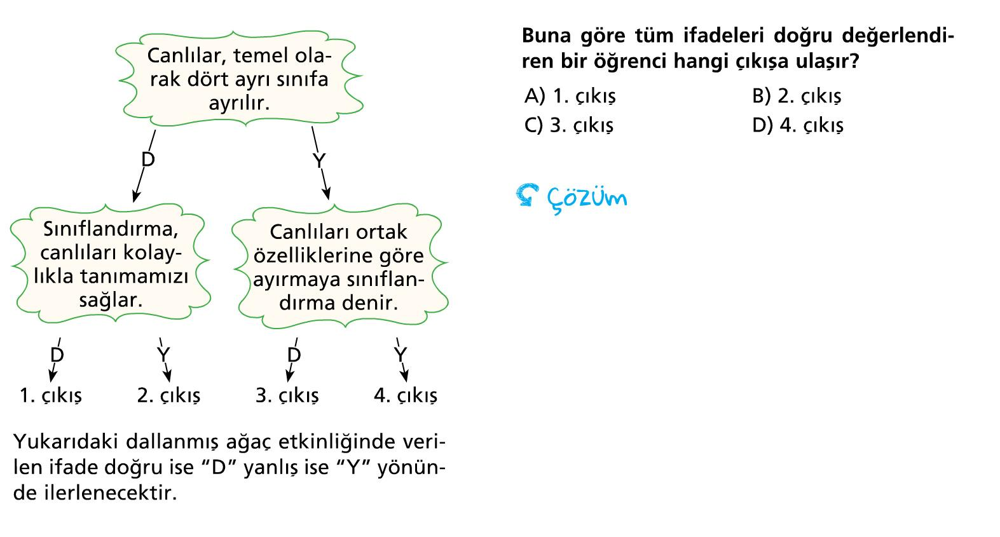 Canlılar, temel ola-
rak dört ayrı sınıfa
ayrılır.
D
Y
Sınıflandırma,
canlıları kolay-
lıkla tanımamızı
sağlar.
Canlıları ortak
özelliklerine göre
ayırmaya sınıflan-
dırma denir.
D
Y
D
Y
1. çıkış
2. çıkış
3. çıkış
4. çıkış
Yukarıdaki dallanmış ağaç etkinliğinde veri-
len ifade doğru ise “D” yanlış ise “Y” yönün-
de ilerlenecektir.
Buna göre tüm ifadeleri doğru değerlendi-
ren bir öğrenci hangi çıkışa ulaşır?
A) 1. çıkış
B) 2. çıkış
C) 3. çıkış
D) 4. çıkış
Çözüm